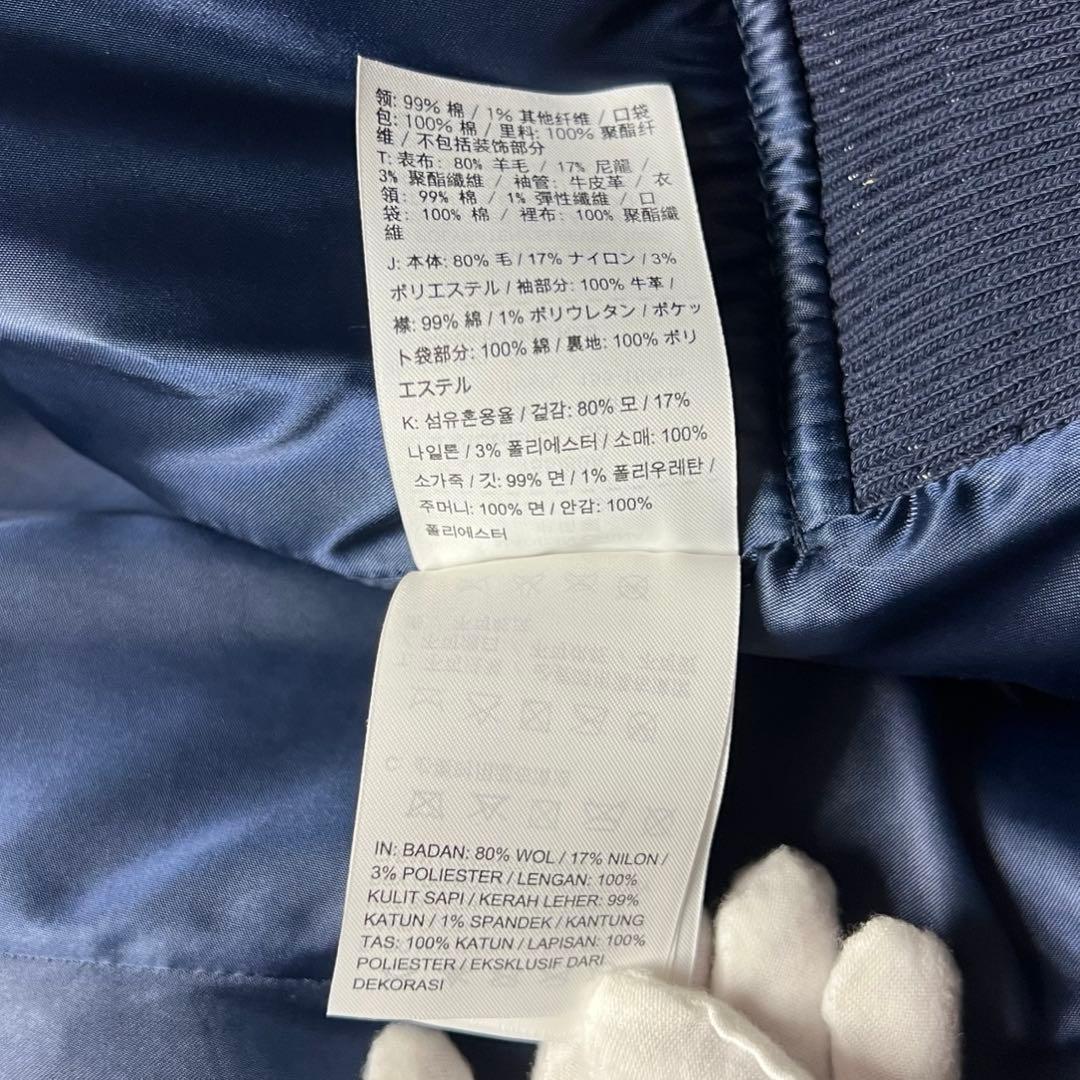 领: 99% 棉 / 1% 其他纤维 / 口袋
包: 100% 棉 / 里料: 100% 聚酯纤
维 / 不包括装饰部分
T: 表布: 80% 羊毛 / 17% 尼龍 /
3% 聚酯纖維 / 袖管: 牛皮革 / 衣
領: 99% 棉 / 1% 彈性纖維 / 口
袋: 100% 棉 / 裡布: 100% 聚酯纖
維
J: 本体: 80% 毛 / 17% ナイロン / 3%
ポリエステル / 袖部分: 100% 牛革 /
襟: 99% 綿 / 1% ポリウレタン / ポケッ
ト袋部分: 100% 綿 / 裏地: 100% ポリ
エステル
K: 섬유혼용율 / 겉감: 80% 모 / 17%
나일론 / 3% 폴리에스터 / 소매: 100%
소가죽 / 깃: 99% 면 / 1% 폴리우레탄 /
주머니: 100% 면 / 안감: 100%
폴리에스터
IN: BADAN: 80% WOL / 17% NILON /
3% POLIESTER / LENGAN: 100%
KULIT SAPI / KERAH LEHER: 99%
KATUN / 1% SPANDEK / KANTUNG
TAS: 100% KATUN / LAPISAN: 100%
POLIESTER / EKSKLUSIF DARI
DEKORASI